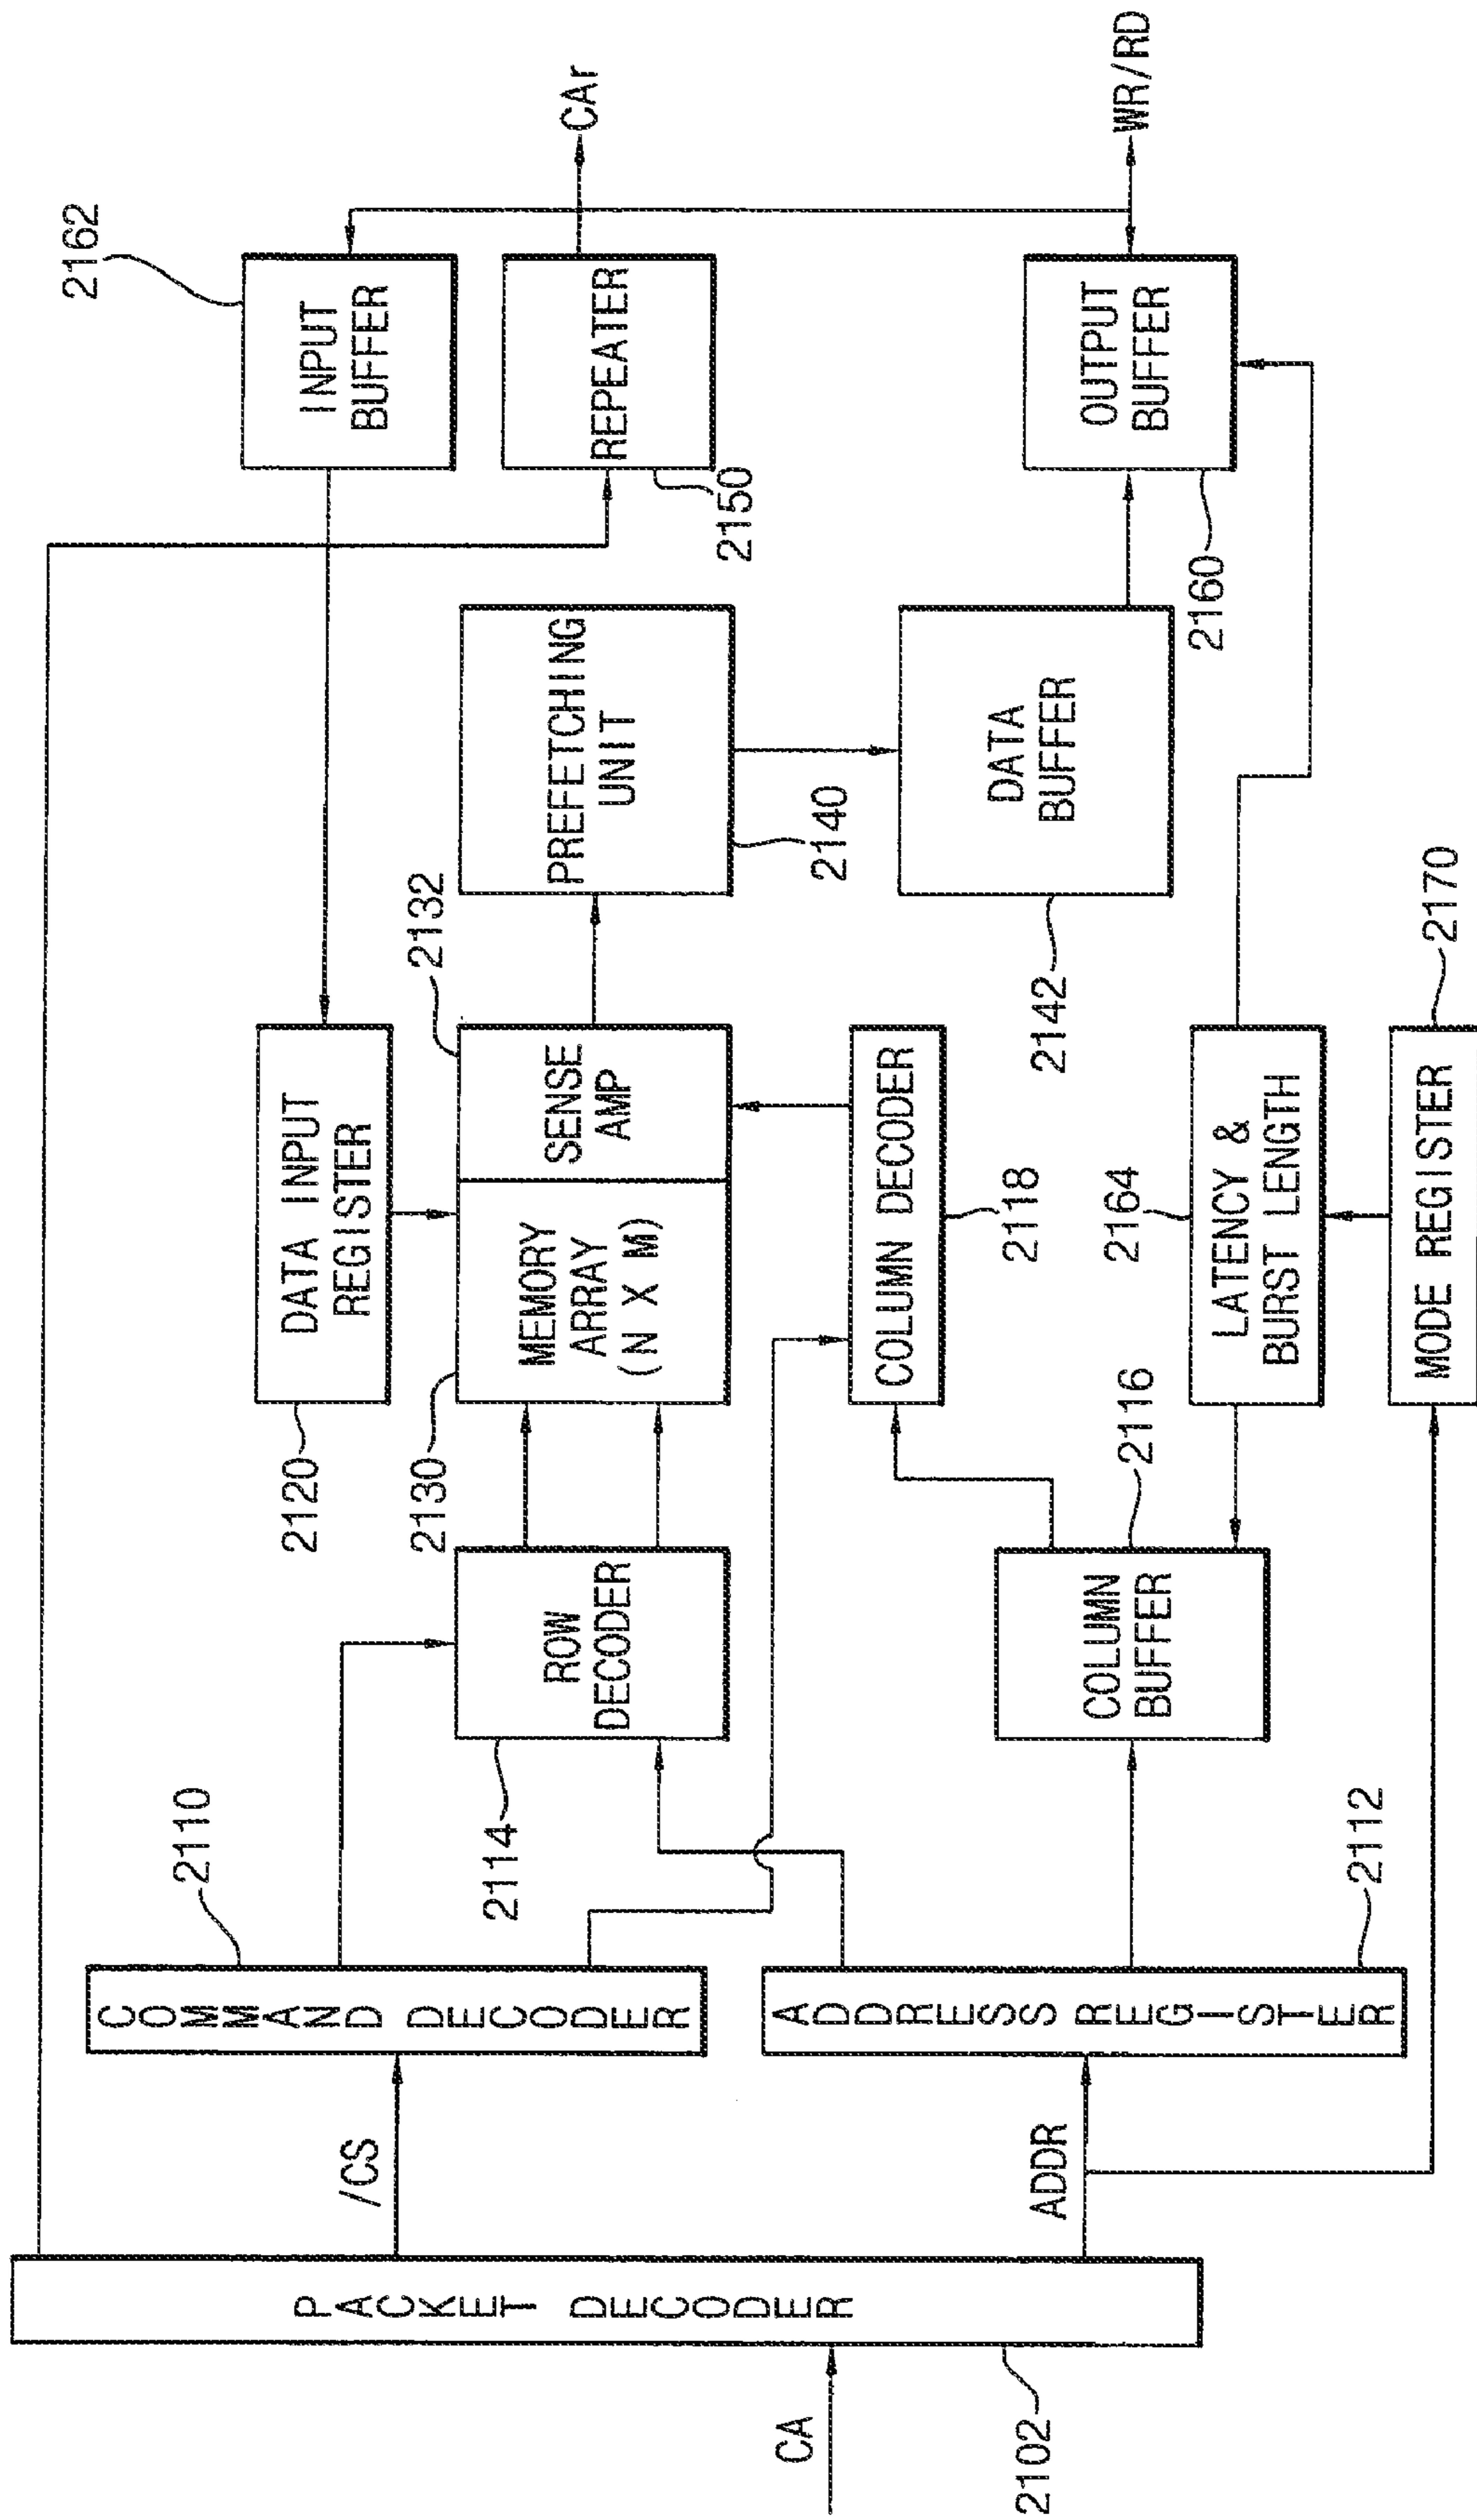 CA
2102
PACKET DECODER
/CS
ADDR
COMMAND DECODER
2110
ADDRESS REGISTER
2112
2114
ROW
DECODER
COLUMN
BUFFER
2116
2120
DATA INPUT
REGISTER
2130
MEMORY
ARRAY
(N X M)
SENSE
AMP
2132
COLUMN DECODER
2118
2164
LATENCY &
BURST LENGTH
MODE REGISTER
2170
PREFETCHING
UNIT
2140
DATA
BUFFER
2142
2162
INPUT
BUFFER
REPEATER
2150
OUTPUT
BUFFER
2160
CAr
WR/RD